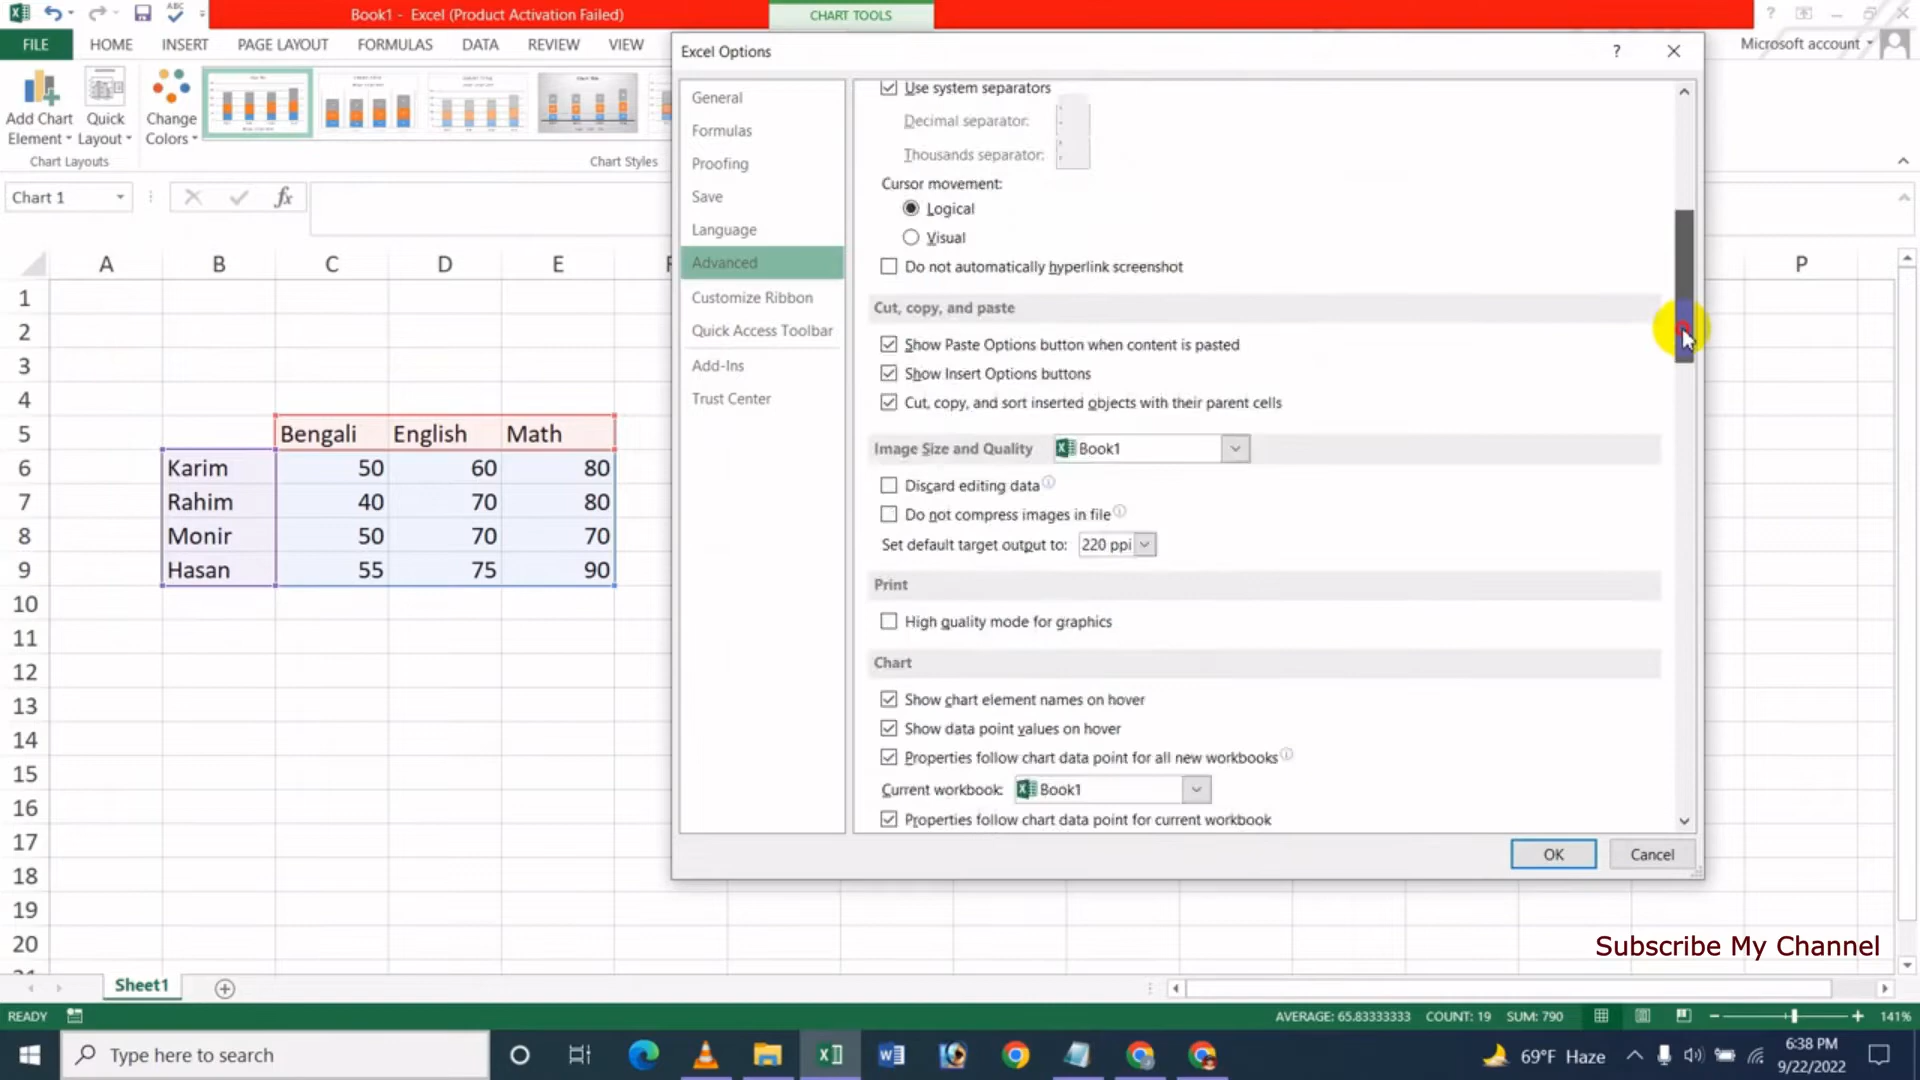 Book1 - Excel (Product Activation Failed)
CHART TOOLS
FILE HOME INSERT PAGE LAYOUT FORMULAS DATA REVIEW VIEW
Microsoft account
Add Chart Element
Quick Layout
Change Colors
Chart Layouts
Chart Styles
Chart 1
fx
A B C D E P
1
2
3
4
5 Bengali English Math
6 Karim 50 60 80
7 Rahim 40 70 80
8 Monir 50 70 70
9 Hasan 55 75 90
10
11
12
13
14
15
16
17
18
19
20
Excel Options
General
Formulas
Proofing
Save
Language
Advanced
Customize Ribbon
Quick Access Toolbar
Add-Ins
Trust Center
Use system separators
Decimal separator:
Thousands separator:
Cursor movement:
Logical
Visual
Do not automatically hyperlink screenshot
Cut, copy, and paste
Show Paste Options button when content is pasted
Show Insert Options buttons
Cut, copy, and sort inserted objects with their parent cells
Image Size and Quality Book1
Discard editing data
Do not compress images in file
Set default target output to: 220 ppi
Print
High quality mode for graphics
Chart
Show chart element names on hover
Show data point values on hover
Properties follow chart data point for all new workbooks
Current workbook: Book1
Properties follow chart data point for current workbook
OK Cancel
Subscribe My Channel
Sheet1
READY
AVERAGE: 65.83333333 COUNT: 19 SUM: 790
141%
Type here to search
69°F Haze
6:38 PM
9/22/2022